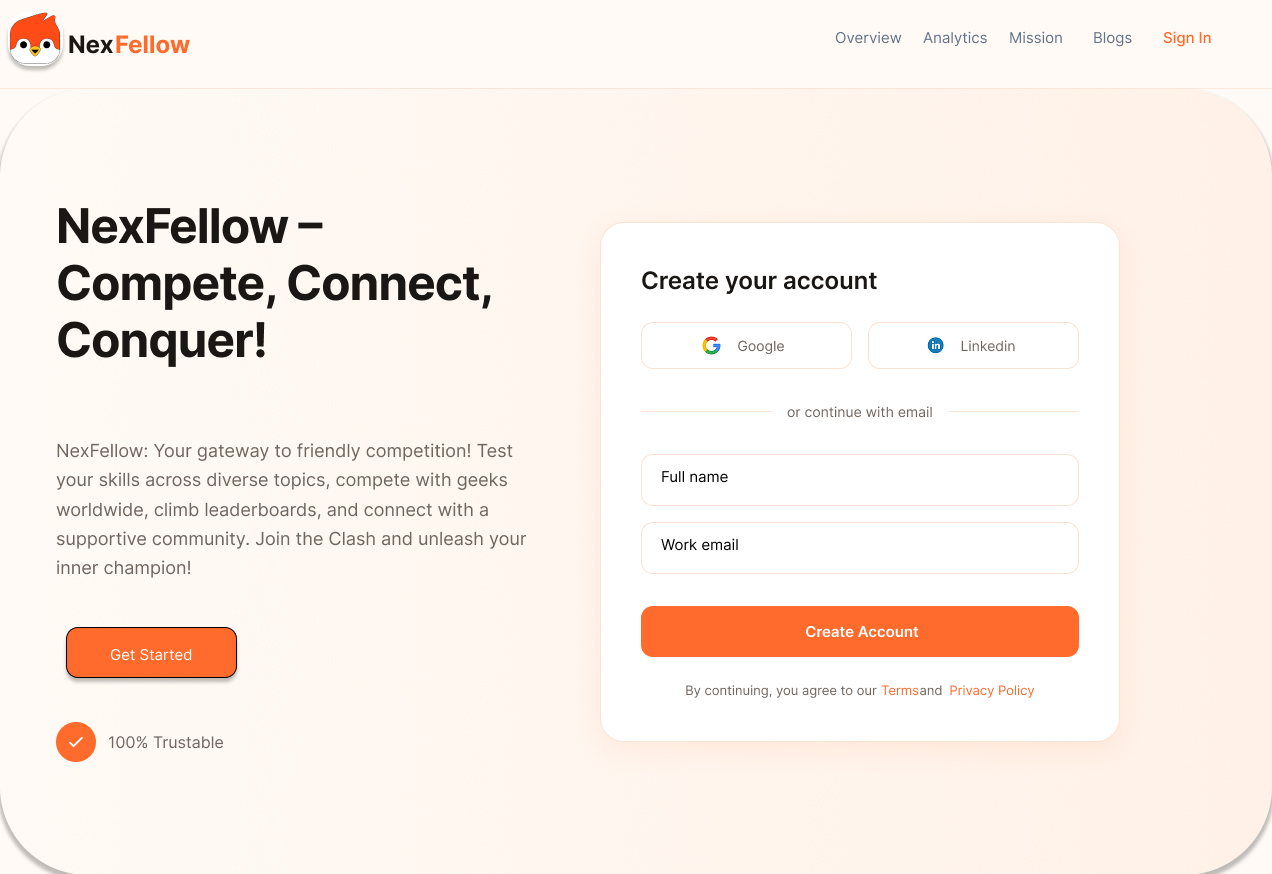 NexFellow
Overview Analytics Mission Blogs Sign In
NexFellow –
Compete, Connect,
Conquer!
NexFellow: Your gateway to friendly competition! Test
your skills across diverse topics, compete with geeks
worldwide, climb leaderboards, and connect with a
supportive community. Join the Clash and unleash your
inner champion!
Get Started
100% Trustable
Create your account
Google
Linkedin
or continue with email
Full name
Work email
Create Account
By continuing, you agree to our Termsand Privacy Policy